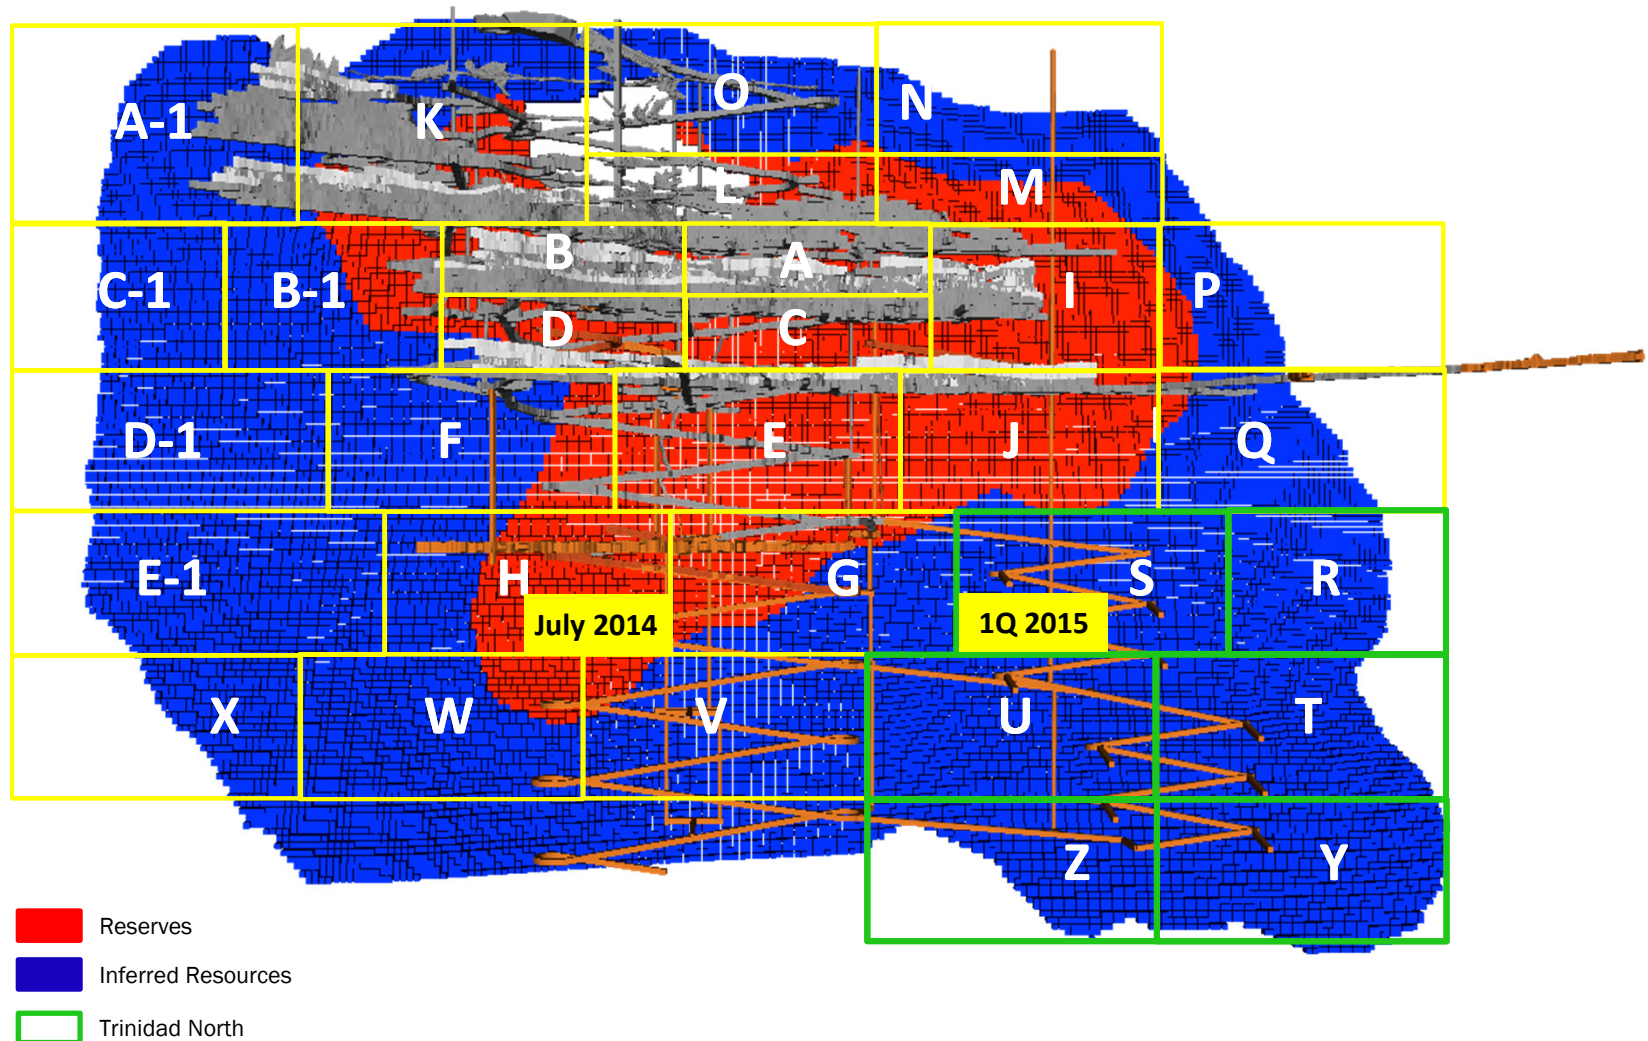 O
N
A-1
K
L
M
B
A
C-1
B-1
I
P
D
C
D-1
F
E
J
Q
E-1
H
G
S
R
July 2014
1Q 2015
X
W
V
U
T
Z
Y
Reserves
Inferred Resources
Trinidad North